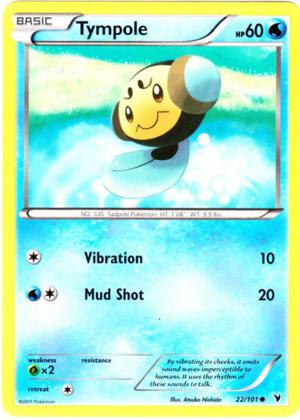 BASIC
Tympole
HP60
NO. 535 Tadpole Pokémon HT. 1'08" WT. 9.9 lbs.
Vibration 10
Mud Shot 20
weakness resistance
×2
retreat
By vibrating its cheeks, it emits
sound waves imperceptible to
humans. It uses the rhythm of
these sounds to talk.
©2011 Pokémon
Illus. Atsuko Nishida
22/101